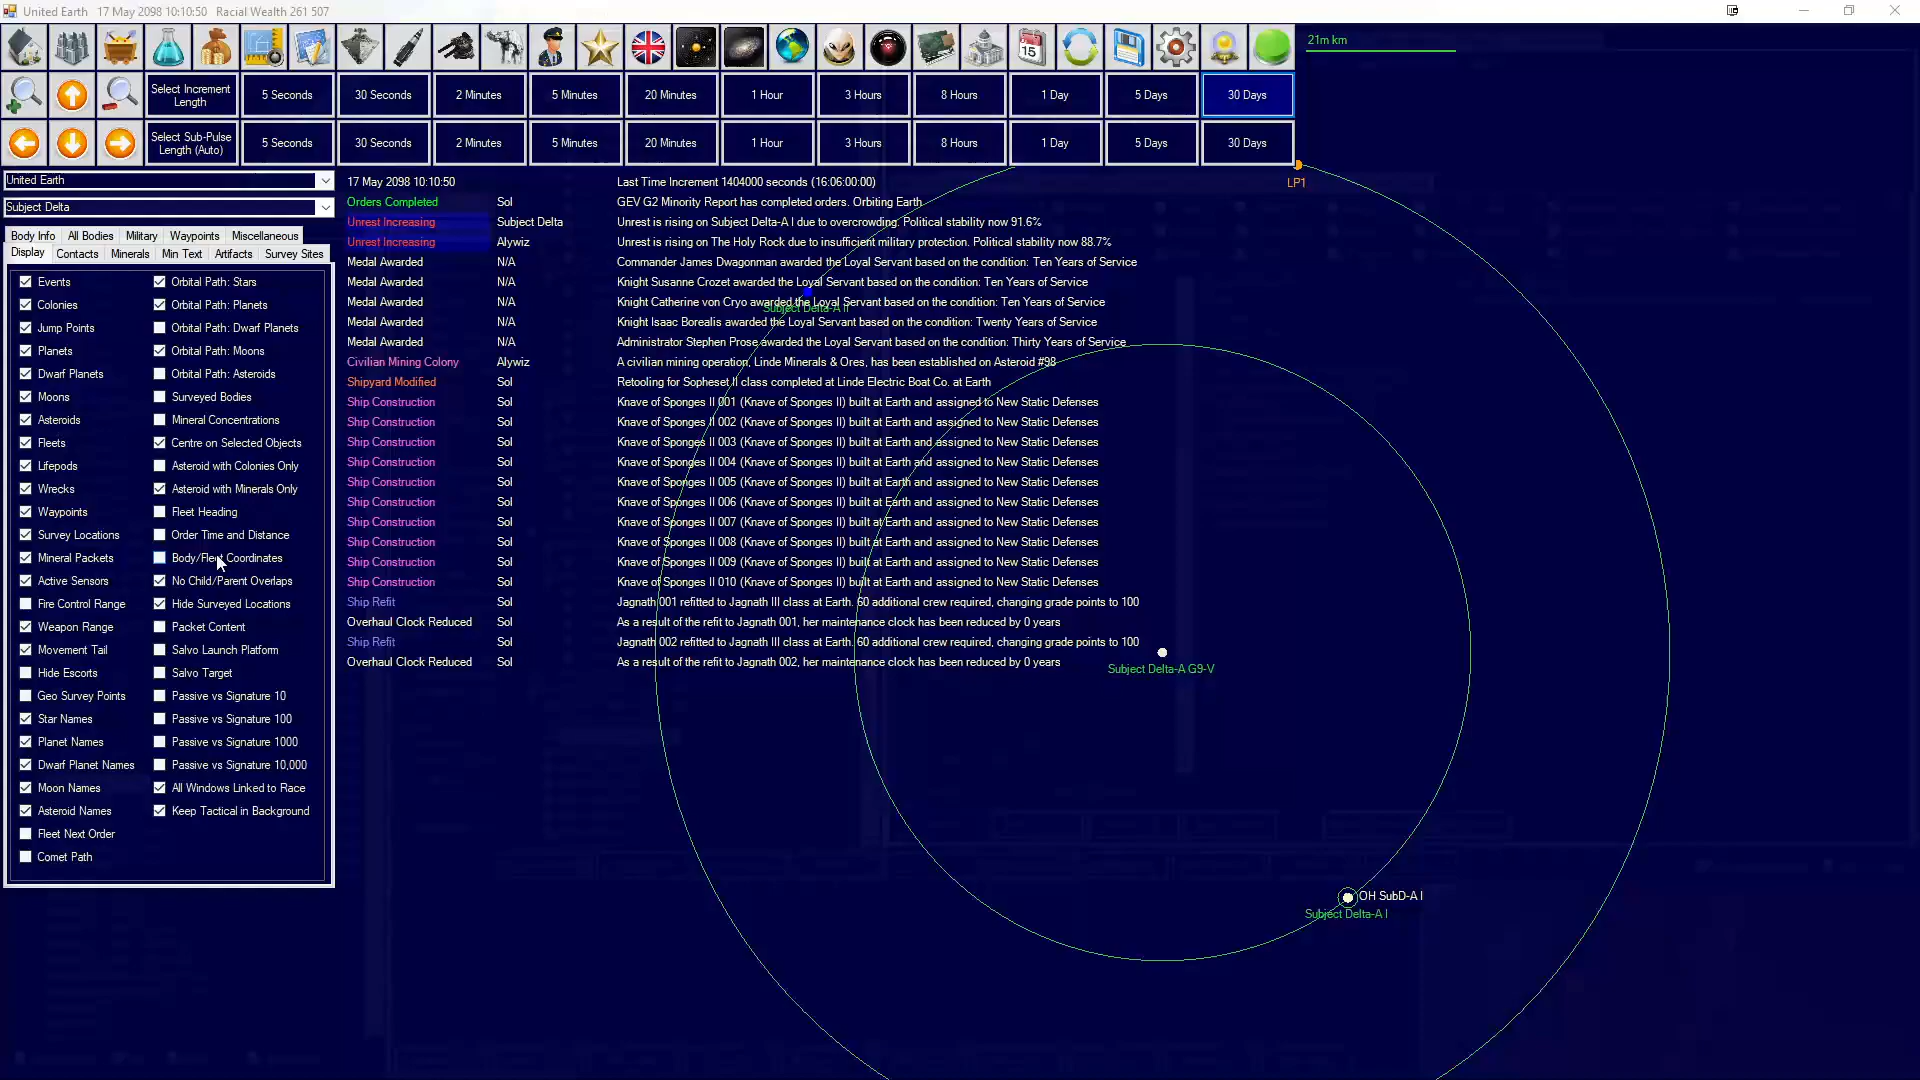 United Earth 17 May 2098 10:10:50 Racial Wealth 261 507
15
21m km
Select Increment Length 5 Seconds 30 Seconds 2 Minutes 5 Minutes 20 Minutes 1 Hour 3 Hours 8 Hours 1 Day 5 Days 30 Days
Select Sub-Pulse Length (Auto) 5 Seconds 30 Seconds 2 Minutes 5 Minutes 20 Minutes 1 Hour 3 Hours 8 Hours 1 Day 5 Days 30 Days
United Earth
Subject Delta
Body Info All Bodies Military Waypoints Miscellaneous
Display Contacts Minerals Min Text Artifacts Survey Sites
Events Orbital Path: Stars
Colonies Orbital Path: Planets
Jump Points Orbital Path: Dwarf Planets
Planets Orbital Path: Moons
Dwarf Planets Orbital Path: Asteroids
Moons Surveyed Bodies
Asteroids Mineral Concentrations
Fleets Centre on Selected Objects
Lifepods Asteroid with Colonies Only
Wrecks Asteroid with Minerals Only
Waypoints Fleet Heading
Survey Locations Order Time and Distance
Mineral Packets Body/Fleet Coordinates
Active Sensors No Child/Parent Overlaps
Fire Control Range Hide Surveyed Locations
Weapon Range Packet Content
Movement Tail Salvo Launch Platform
Hide Escorts Salvo Target
Geo Survey Points Passive vs Signature 10
Star Names Passive vs Signature 100
Planet Names Passive vs Signature 1000
Dwarf Planet Names Passive vs Signature 10,000
Moon Names All Windows Linked to Race
Asteroid Names Keep Tactical in Background
Fleet Next Order
Comet Path
17 May 2098 10:10:50 Last Time Increment 1404000 seconds (16:06:00:00)
Orders Completed Sol GEV G2 Minority Report has completed orders. Orbiting Earth
Unrest Increasing Subject Delta Unrest is rising on Subject Delta-A I due to overcrowding. Political stability now 91.6%
Unrest Increasing Alywiz Unrest is rising on The Holy Rock due to insufficient military protection. Political stability now 88.7%
Medal Awarded N/A Commander James Dwagonman awarded the Loyal Servant based on the condition: Ten Years of Service
Medal Awarded N/A Knight Susanne Crozet awarded the Loyal Servant based on the condition: Ten Years of Service
Medal Awarded N/A Knight Catherine von Cryo awarded the Loyal Servant based on the condition: Ten Years of Service
Medal Awarded N/A Knight Isaac Borealis awarded the Loyal Servant based on the condition: Twenty Years of Service
Medal Awarded N/A Administrator Stephen Prose awarded the Loyal Servant based on the condition: Thirty Years of Service
Civilian Mining Colony Alywiz A civilian mining operation, Linde Minerals & Ores, has been established on Asteroid #98
Shipyard Modified Sol Retooling for Sopheset II class completed at Linde Electric Boat Co. at Earth
Ship Construction Sol Knave of Sponges II 001 (Knave of Sponges II) built at Earth and assigned to New Static Defenses
Ship Construction Sol Knave of Sponges II 002 (Knave of Sponges II) built at Earth and assigned to New Static Defenses
Ship Construction Sol Knave of Sponges II 003 (Knave of Sponges II) built at Earth and assigned to New Static Defenses
Ship Construction Sol Knave of Sponges II 004 (Knave of Sponges II) built at Earth and assigned to New Static Defenses
Ship Construction Sol Knave of Sponges II 005 (Knave of Sponges II) built at Earth and assigned to New Static Defenses
Ship Construction Sol Knave of Sponges II 006 (Knave of Sponges II) built at Earth and assigned to New Static Defenses
Ship Construction Sol Knave of Sponges II 007 (Knave of Sponges II) built at Earth and assigned to New Static Defenses
Ship Construction Sol Knave of Sponges II 008 (Knave of Sponges II) built at Earth and assigned to New Static Defenses
Ship Construction Sol Knave of Sponges II 009 (Knave of Sponges II) built at Earth and assigned to New Static Defenses
Ship Construction Sol Knave of Sponges II 010 (Knave of Sponges II) built at Earth and assigned to New Static Defenses
Ship Refit Sol Jagnath 001 refitted to Jagnath III class at Earth. 60 additional crew required, changing grade points to 100
Overhaul Clock Reduced Sol As a result of the refit to Jagnath 001, her maintenance clock has been reduced by 0 years
Ship Refit Sol Jagnath 002 refitted to Jagnath III class at Earth. 60 additional crew required, changing grade points to 100
Overhaul Clock Reduced Sol As a result of the refit to Jagnath 002, her maintenance clock has been reduced by 0 years
LP1
Subject Delta-A II
Subject Delta-A G9-V
OH SubD-A I
Subject Delta-A I